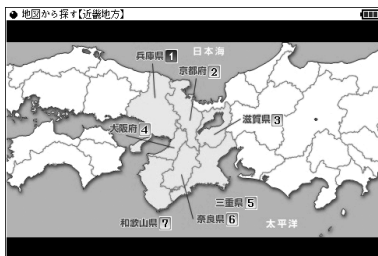 地図から探す【近畿地方】
日本海
兵庫県 1
京都府 2
滋賀県 3
大阪府 4
三重県 5
奈良県 6
和歌山県 7
太平洋